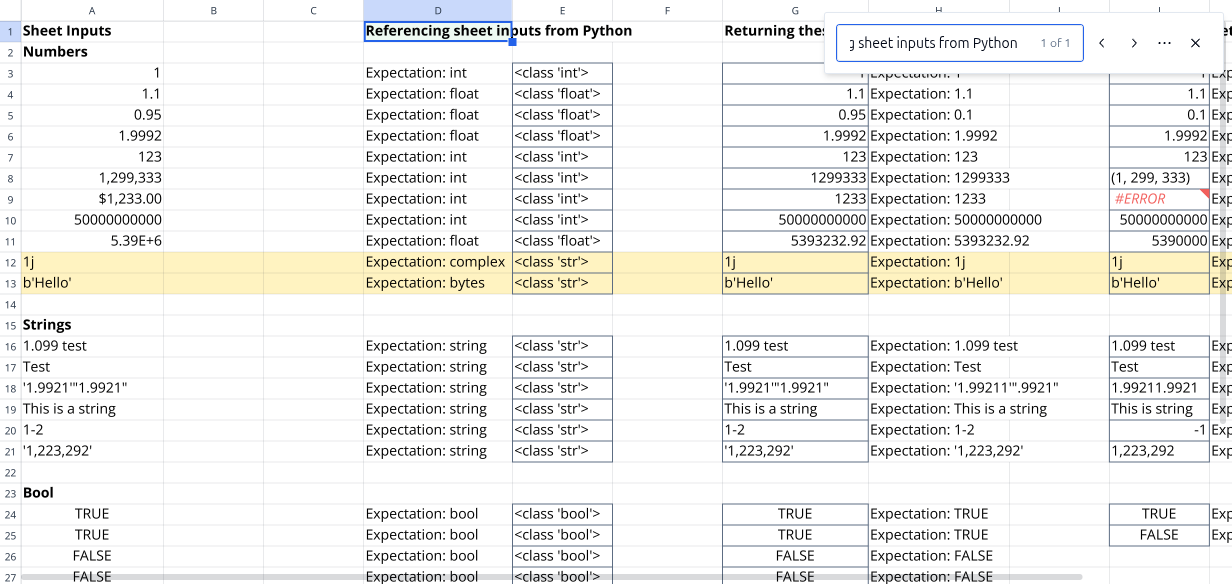 A B C D E F G H I J
1 Sheet Inputs Referencing sheet inputs from Python Returning thes
g sheet inputs from Python 1 of 1
2 Numbers
3 1 Expectation: int <class 'int'> 1 Expectation: 1 1 Exp
4 1.1 Expectation: float <class 'float'> 1.1 Expectation: 1.1 1.1 Exp
5 0.95 Expectation: float <class 'float'> 0.95 Expectation: 0.1 0.1 Exp
6 1.9992 Expectation: float <class 'float'> 1.9992 Expectation: 1.9992 1.9992 Exp
7 123 Expectation: int <class 'int'> 123 Expectation: 123 123 Exp
8 1,299,333 Expectation: int <class 'int'> 1299333 Expectation: 1299333 (1, 299, 333) Exp
9 $1,233.00 Expectation: int <class 'int'> 1233 Expectation: 1233 #ERROR Exp
10 50000000000 Expectation: int <class 'int'> 50000000000 Expectation: 50000000000 50000000000 Exp
11 5.39E+6 Expectation: float <class 'float'> 5393232.92 Expectation: 5393232.92 5390000 Exp
12 1j Expectation: complex <class 'str'> 1j Expectation: 1j 1j Exp
13 b'Hello' Expectation: bytes <class 'str'> b'Hello' Expectation: b'Hello' b'Hello' Exp
14
15 Strings
16 1.099 test Expectation: string <class 'str'> 1.099 test Expectation: 1.099 test 1.099 test Exp
17 Test Expectation: string <class 'str'> Test Expectation: Test Test Exp
18 '1.9921'"1.9921" Expectation: string <class 'str'> '1.9921'"1.9921" Expectation: '1.99211'".9921" 1.99211.9921 Exp
19 This is a string Expectation: string <class 'str'> This is a string Expectation: This is a string This is string Exp
20 1-2 Expectation: string <class 'str'> 1-2 Expectation: 1-2 -1 Exp
21 '1,223,292' Expectation: string <class 'str'> '1,223,292' Expectation: '1,223,292' 1,223,292 Exp
22
23 Bool
24 TRUE Expectation: bool <class 'bool'> TRUE Expectation: TRUE TRUE Exp
25 TRUE Expectation: bool <class 'bool'> TRUE Expectation: TRUE FALSE Exp
26 FALSE Expectation: bool <class 'bool'> FALSE Expectation: FALSE
27 FALSE Expectation: bool <class 'bool'> FALSE Expectation: FALSE